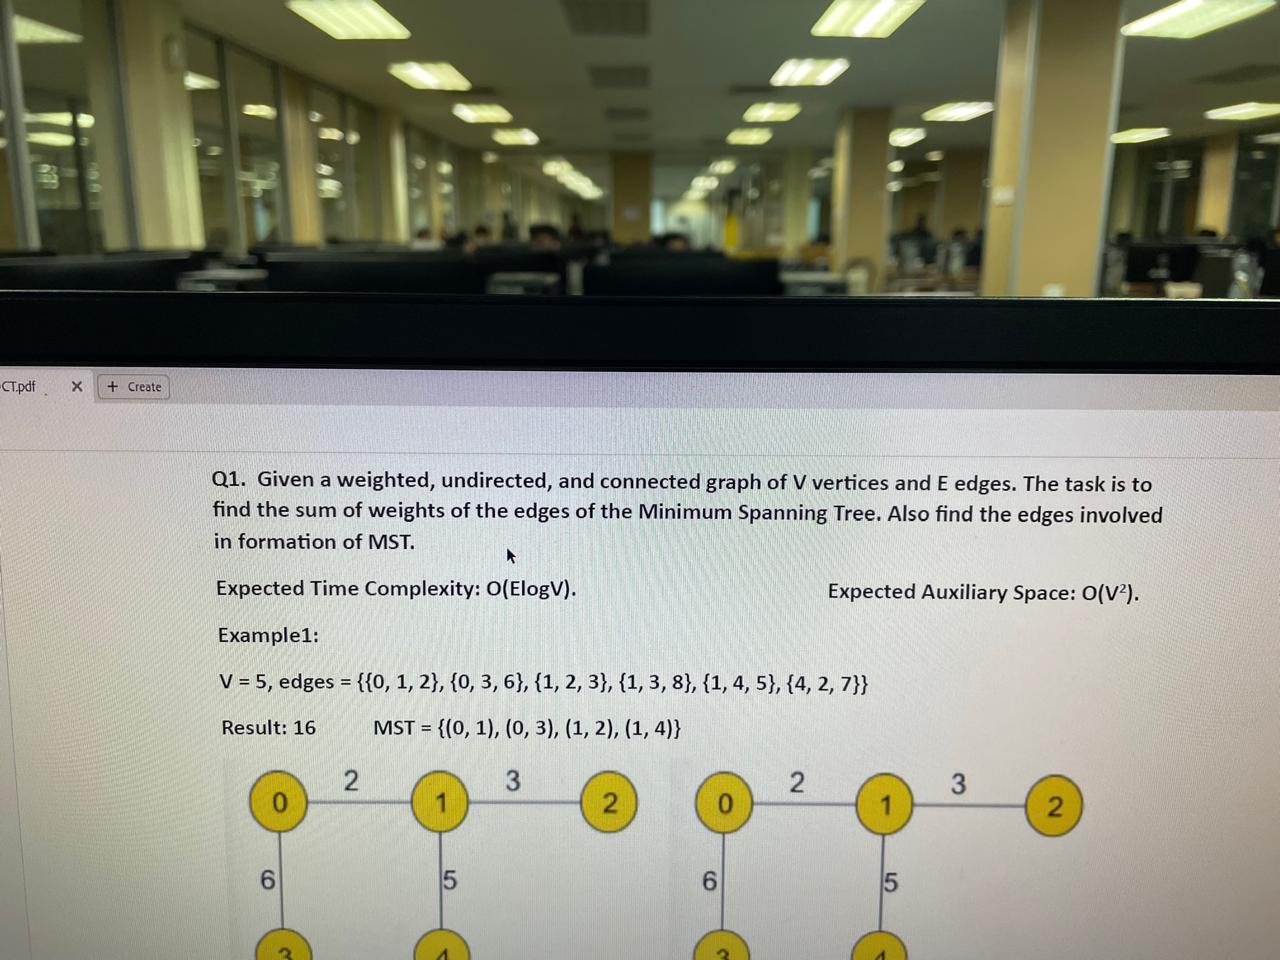 CT.pdf
+ Create
Q1. Given a weighted, undirected, and connected graph of V vertices and E edges. The task is to
find the sum of weights of the edges of the Minimum Spanning Tree. Also find the edges involved
in formation of MST.
Expected Time Complexity: O(ElogV). Expected Auxiliary Space: O(V²).
Example1:
V = 5, edges = {{0, 1, 2}, {0, 3, 6}, {1, 2, 3}, {1, 3, 8}, {1, 4, 5}, {4, 2, 7}}
Result: 16 MST = {(0, 1), (0, 3), (1, 2), (1, 4)}
2 3 2 3
0 1 2 0 1 2
6 5 6 5
3 4 3 4